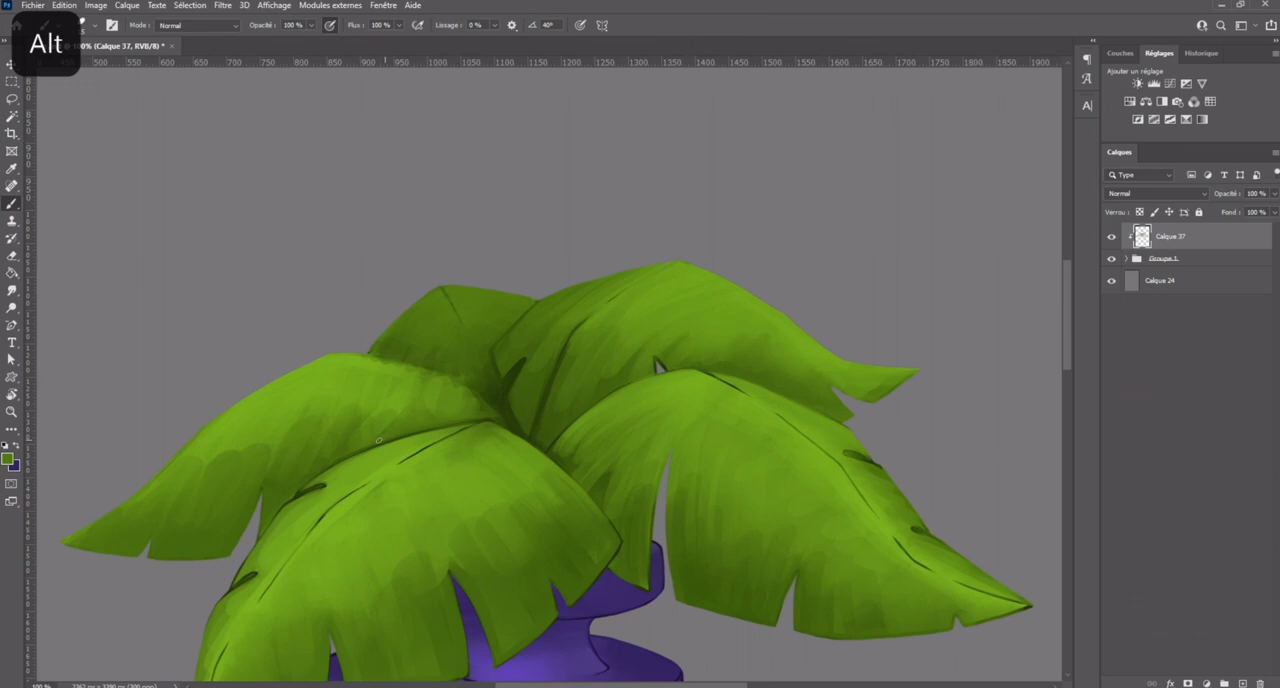 Fichier Edition Image Calque Texte Sélection Filtre 3D Affichage Modules externes Fenêtre Aide
Mode : Normal Opacité : 100 % Flux : 100 % Lissage : 0 % 40°
Alt
100% (Calque 37, RVB/8) * ×
500 550 600 650 700 750 800 850 900 950 1000 1050 1100 1150 1200 1250 1300 1350 1400 1450 1500 1550 1600 1650 1700 1750 1800 1850 1900
Couches Réglages Historique
Ajouter un réglage
Calques
Type
Normal Opacité : 100 %
Verrou : Fond : 100 %
Calque 37
Groupe 1
Calque 24
100 %